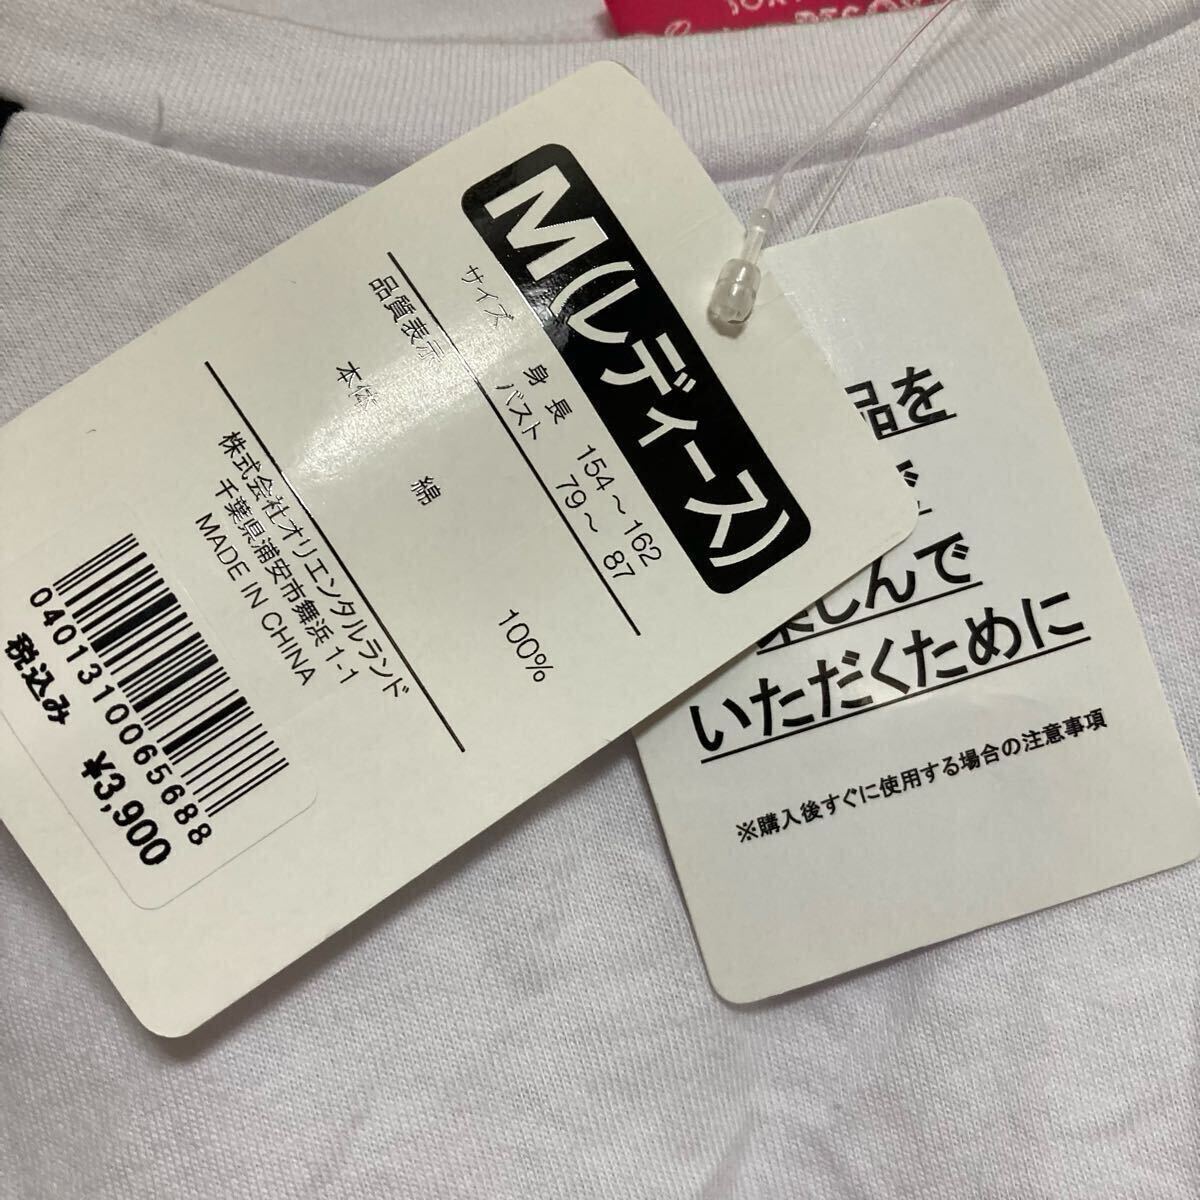 M(レディース)
サイズ 身長 154～162
バスト 79～ 87
品質表示
本体 綿 100%
株式会社オリエンタルランド
千葉県浦安市舞浜 1-1
MADE IN CHINA
0401310065688
税込み ¥3,900
品を
で
しんで
いただくために
※購入後すぐに使用する場合の注意事項